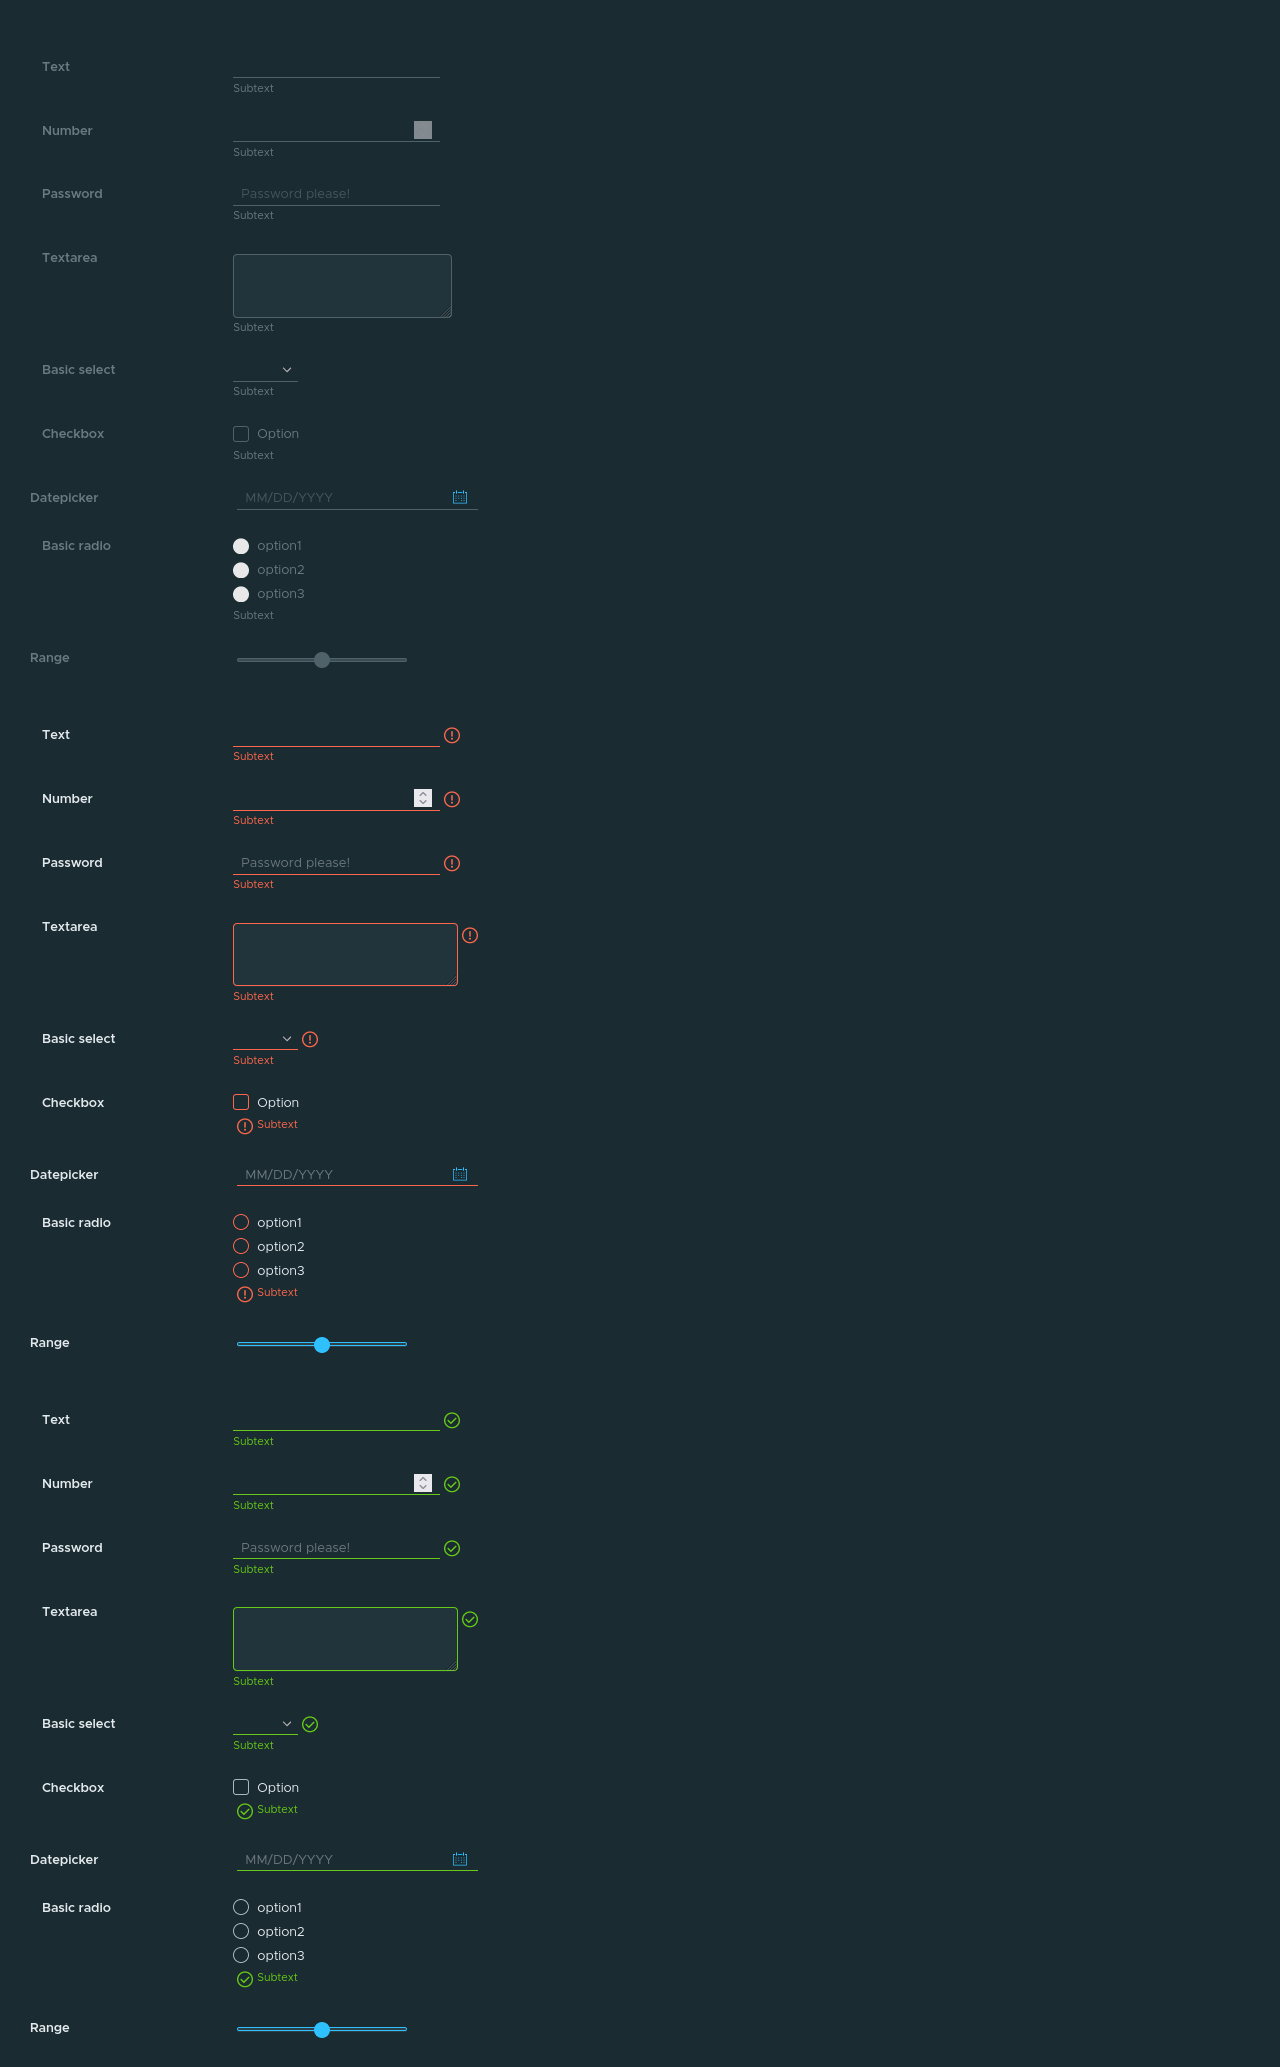 Text
Subtext
Number
Subtext
Password Password please!
Subtext
Textarea
Subtext
Basic select
Subtext
Checkbox Option
Subtext
Datepicker MM/DD/YYYY
Basic radio option1
option2
option3
Subtext
Range
Text
Subtext
Number
Subtext
Password Password please!
Subtext
Textarea
Subtext
Basic select
Subtext
Checkbox Option
Subtext
Datepicker MM/DD/YYYY
Basic radio option1
option2
option3
Subtext
Range
Text
Subtext
Number
Subtext
Password Password please!
Subtext
Textarea
Subtext
Basic select
Subtext
Checkbox Option
Subtext
Datepicker MM/DD/YYYY
Basic radio option1
option2
option3
Subtext
Range